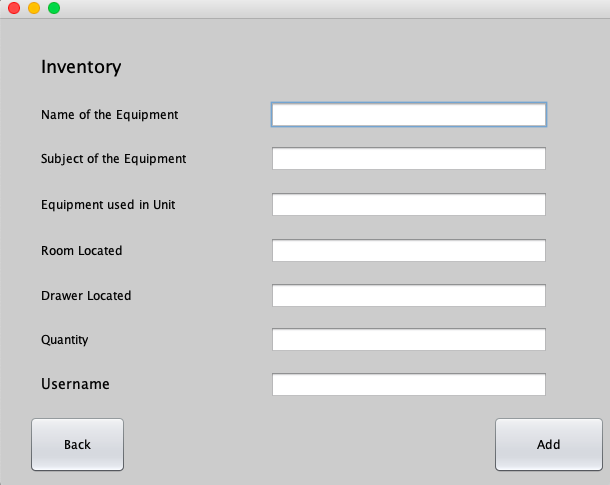 Inventory
Name of the Equipment
Subject of the Equipment
Equipment used in Unit
Room Located
Drawer Located
Quantity
Username
Back
Add